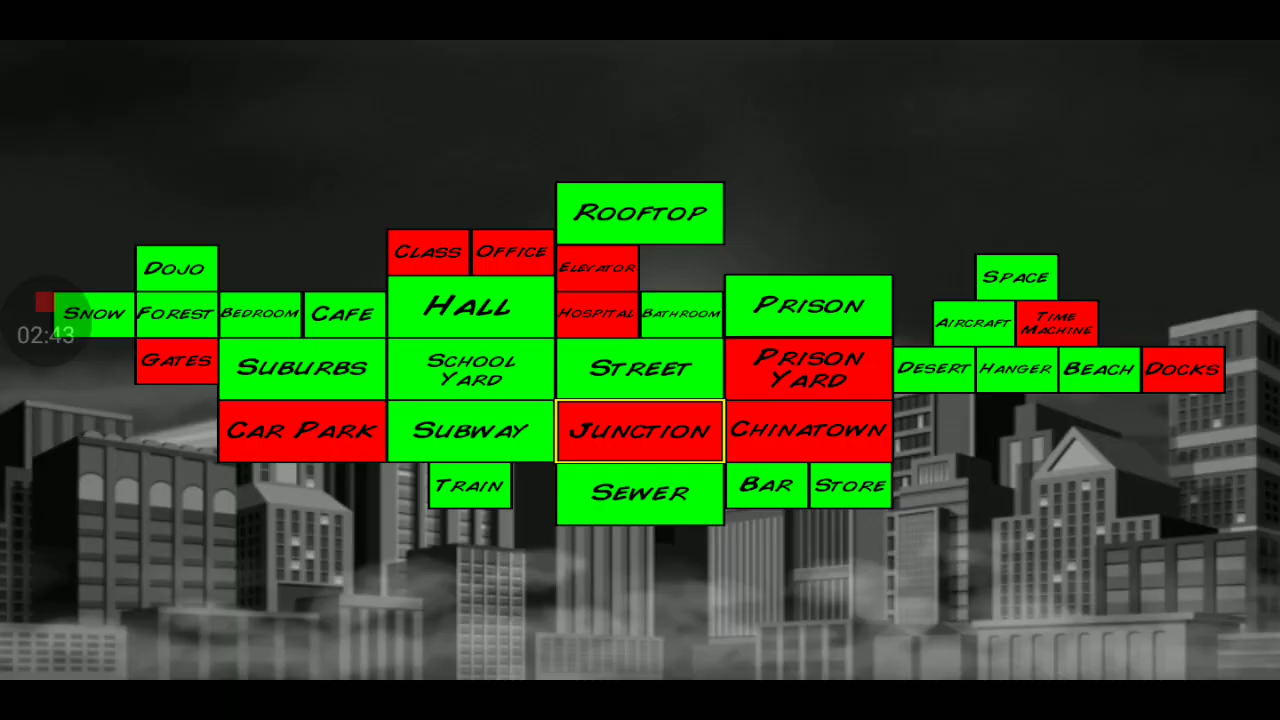 Rooftop
Class
Office
Elevator
Dojo
Space
Snow
Forest
Bedroom
Cafe
Hall
Hospital
Bathroom
Prison
Aircraft
Time
Machine
02:43
Gates
Suburbs
School
Yard
Street
Prison
Yard
Desert
Hanger
Beach
Docks
Car Park
Subway
Junction
Chinatown
Train
Sewer
Bar
Store